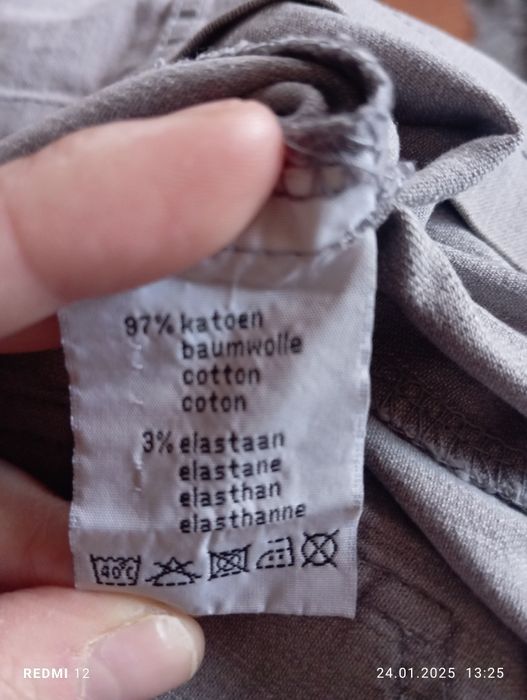 97% katoen
baumwolle
cotton
coton
3% elastaan
elastane
elasthan
elasthanne
40°C
REDMI 12
24.01.2025 13:25